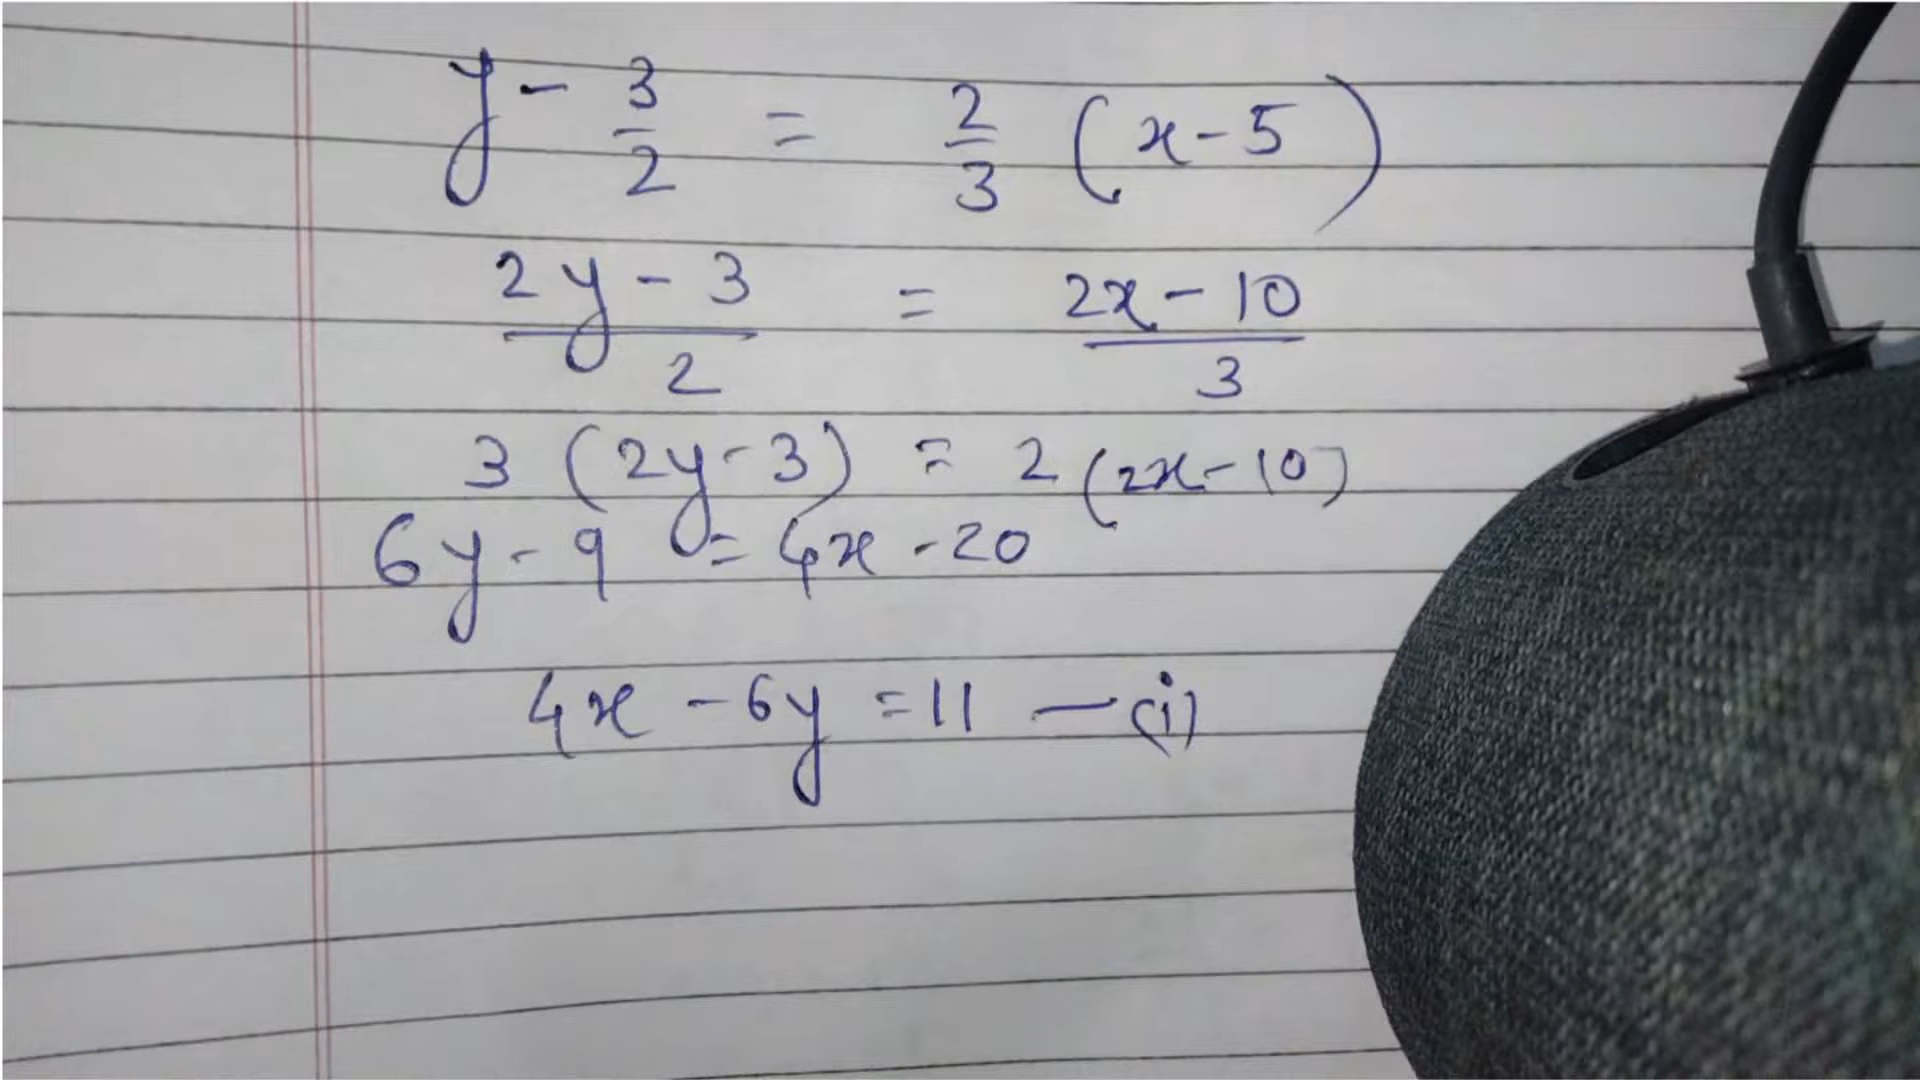 y - 3/2 = 2/3 (x - 5)
2y - 3 / 2 = 2x - 10 / 3
3 (2y - 3) = 2 (2x - 10)
6y - 9 = 4x - 20
4x - 6y = 11 — (i)